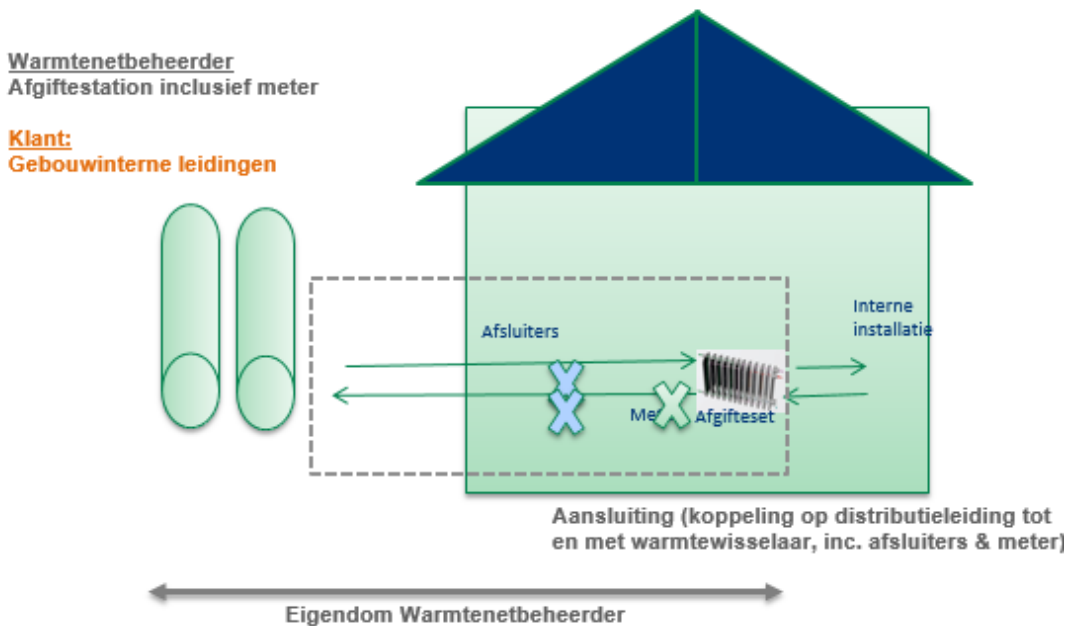 Warmtenetbeheerder
Afgiftestation inclusief meter
Klant:
Gebouwinterne leidingen
Interne
installatie
Afsluiters
Afgifteset
Aansluiting (koppeling op distributieleiding tot
en met warmtewisselaar, inc. afsluiters & meter)
Eigendom Warmtenetbeheerder